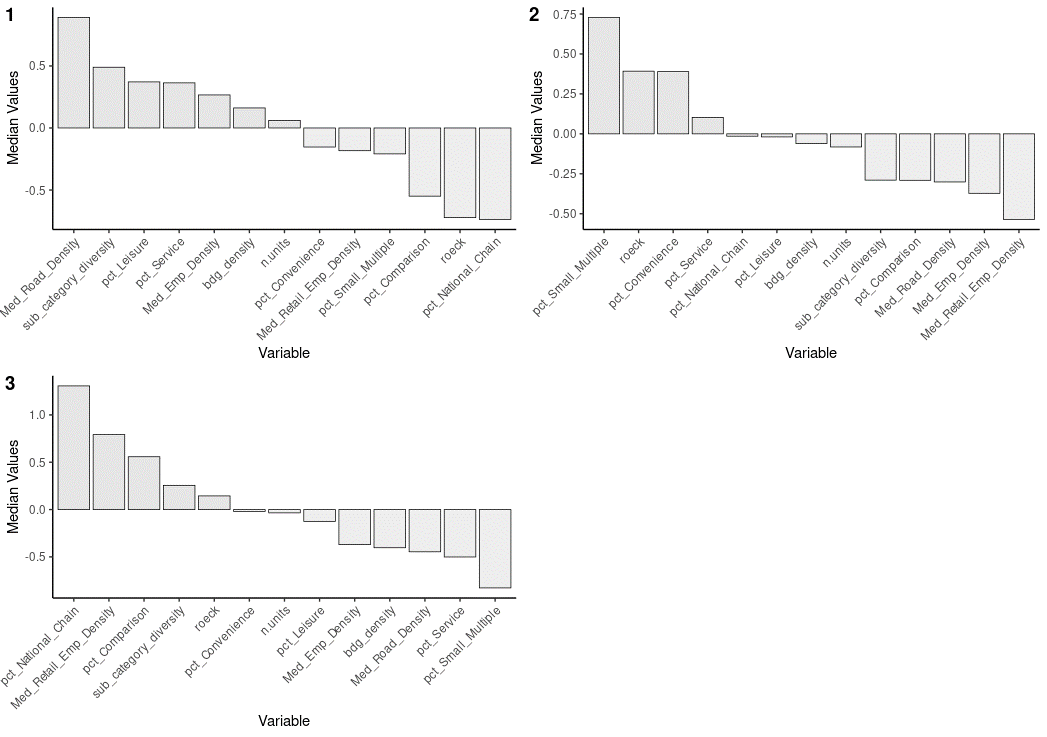 1
Median Values
0.5
0.0
-0.5
Med_Road_Density
sub_category_diversity
pct_Leisure
pct_Service
Med_Emp_Density
bdg_density
n.units
pct_Convenience
Med_Retail_Emp_Density
pct_Small_Multiple
pct_Comparison
roeck
pct_National_Chain
Variable
2
Median Values
0.75
0.50
0.25
0.00
-0.25
-0.50
pct_Small_Multiple
roeck
pct_Convenience
pct_Service
pct_National_Chain
pct_Leisure
bdg_density
n.units
sub_category_diversity
pct_Comparison
Med_Road_Density
Med_Emp_Density
Med_Retail_Emp_Density
Variable
3
Median Values
1.0
0.5
0.0
-0.5
pct_National_Chain
Med_Retail_Emp_Density
pct_Comparison
sub_category_diversity
roeck
pct_Convenience
n.units
pct_Leisure
Med_Emp_Density
bdg_density
Med_Road_Density
pct_Service
pct_Small_Multiple
Variable